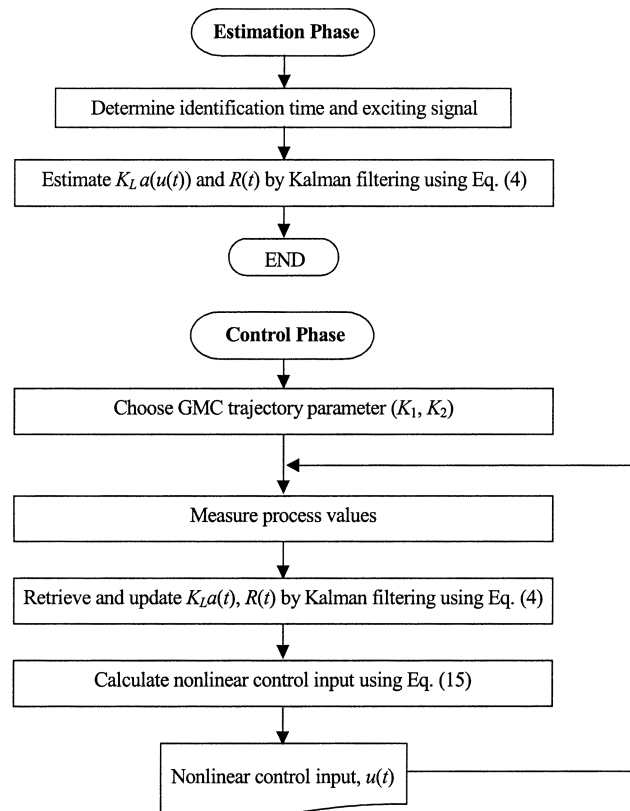 Estimation Phase
Determine identification time and exciting signal
Estimate K_L a(u(t)) and R(t) by Kalman filtering using Eq. (4)
END
Control Phase
Choose GMC trajectory parameter (K₁, K₂)
Measure process values
Retrieve and update K_La(t), R(t) by Kalman filtering using Eq. (4)
Calculate nonlinear control input using Eq. (15)
Nonlinear control input, u(t)